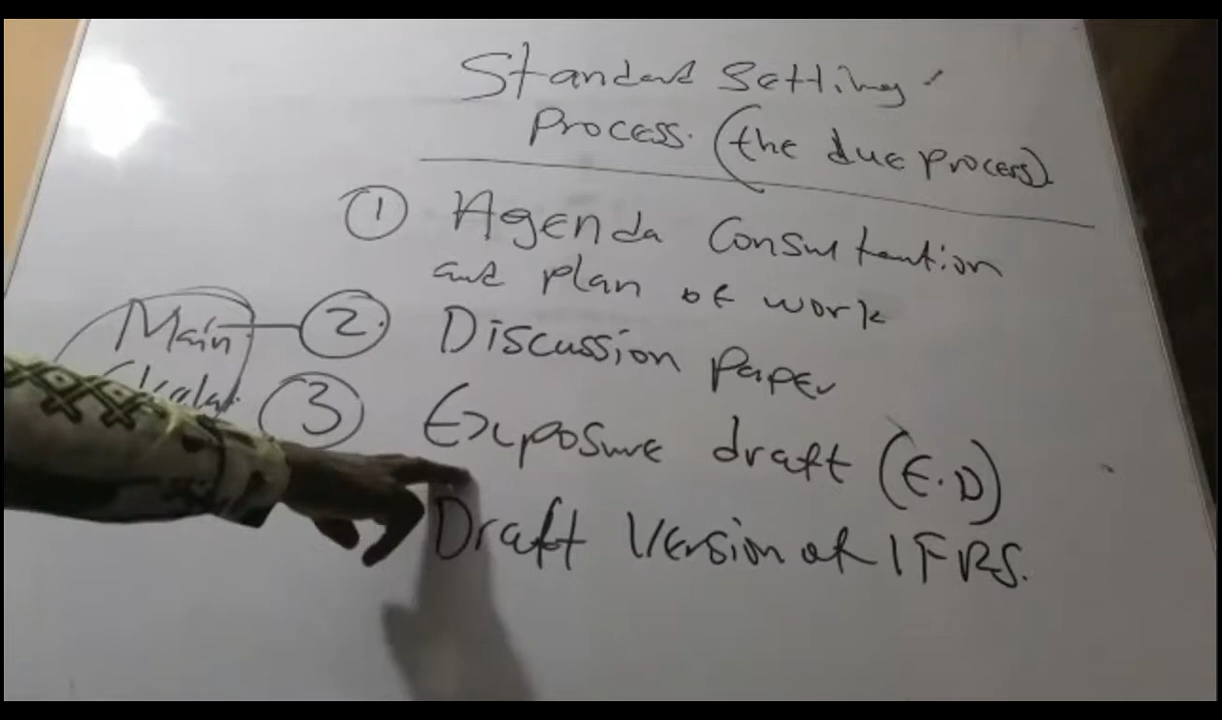 Standard Setting
Process. (the due process)
① Agenda Consultation
and plan of work
Main ② Discussion paper
③ Exposure draft (E.D)
Draft Version of IFRS.